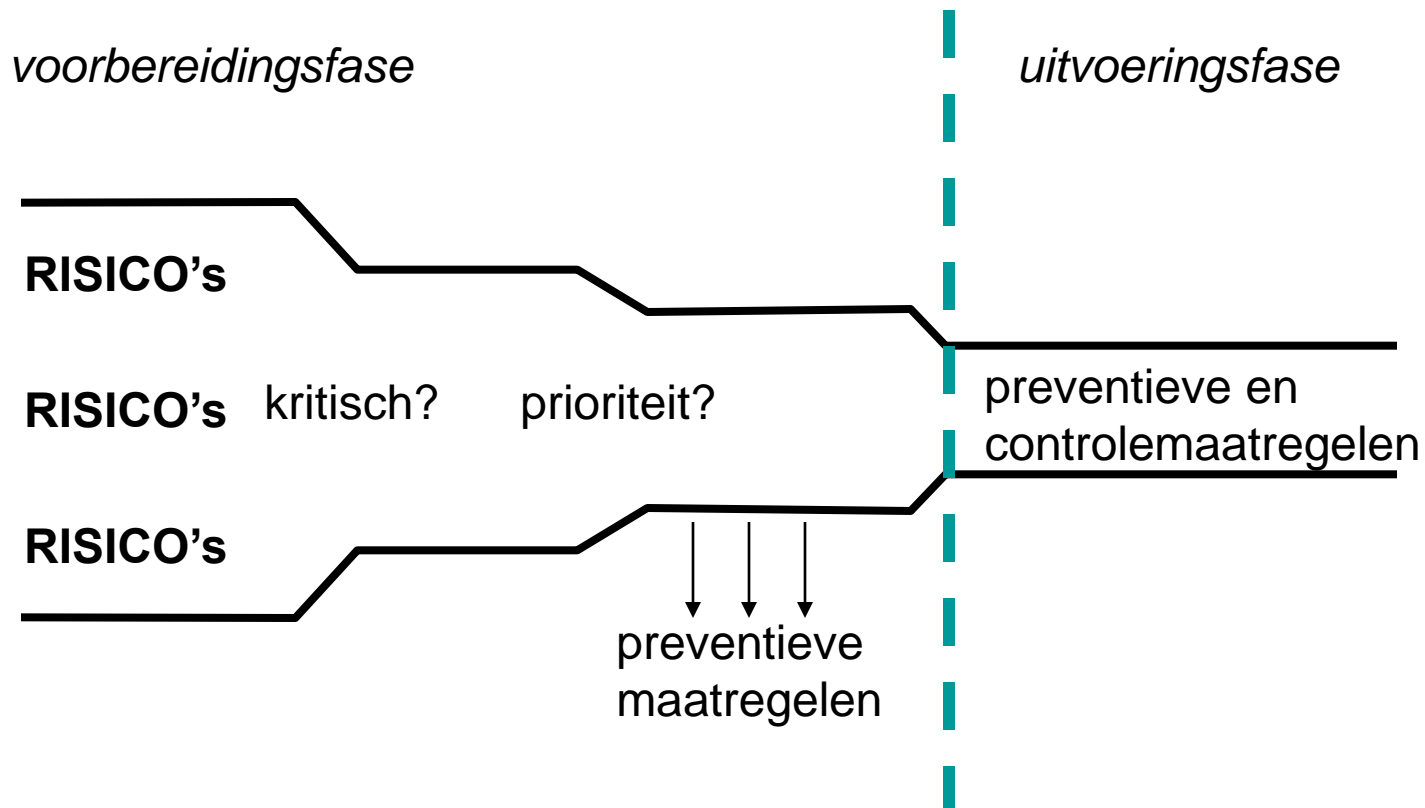 voorbereidingsfase
uitvoeringsfase
RISICO’s
RISICO’s
kritisch?
prioriteit?
preventieve en
controlemaatregelen
RISICO’s
preventieve
maatregelen